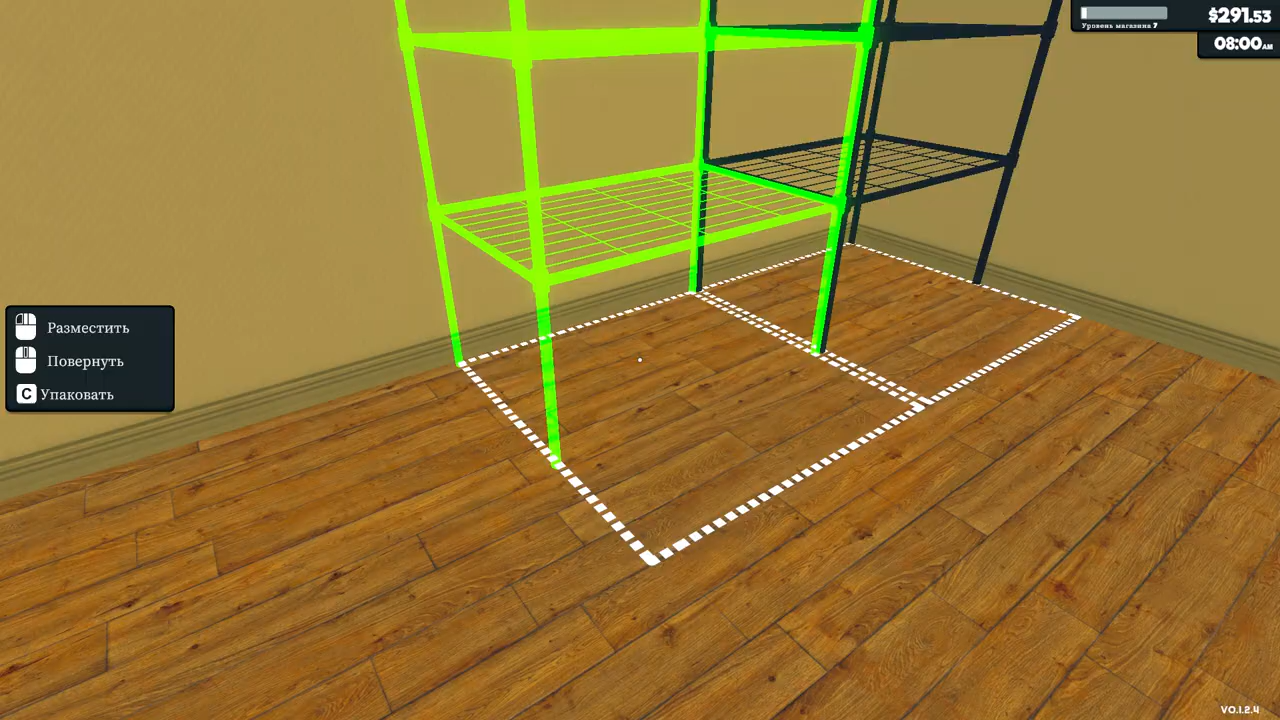 $291.53
Уровень магазина 7
08:00AM
Разместить
Повернуть
C Упаковать
V0.1.2.4